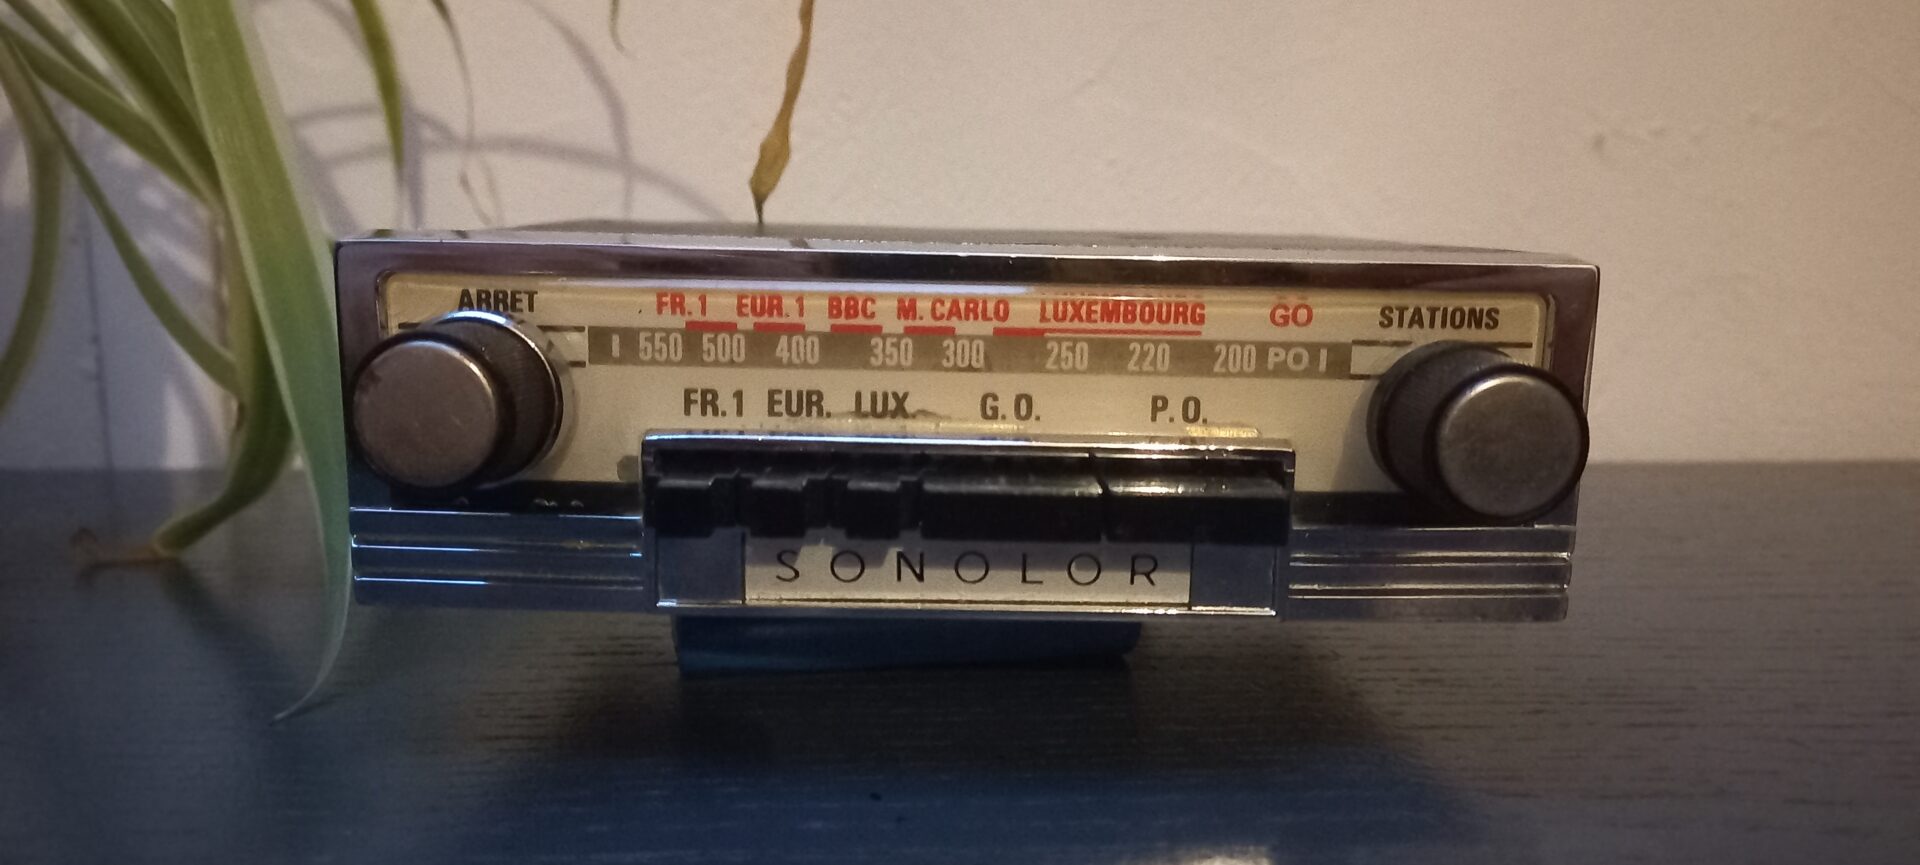 ARRET
FR.1 EUR.1 BBC M.CARLO LUXEMBOURG GO
STATIONS
550 500 400 350 300 250 220 200 PO
FR.1 EUR. LUX. G.O. P.O.
SONOLOR